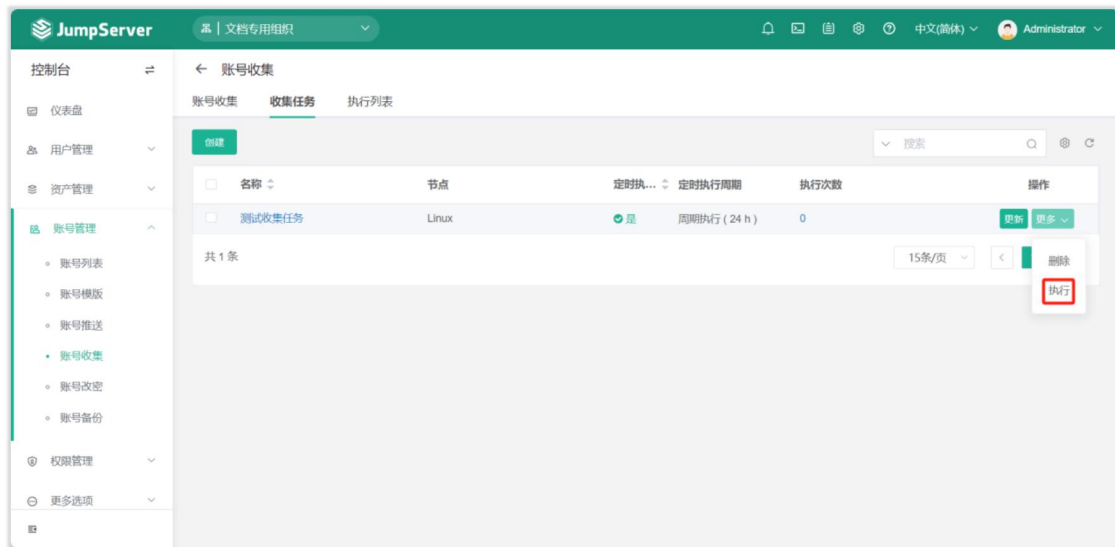 JumpServer 文档专用组织 中文(简体) Administrator
控制台 账号收集
账号收集 收集任务 执行列表
仪表盘
创建 搜索
用户管理
名称 节点 定时执... 定时执行周期 执行次数 操作
资产管理
测试收集任务 Linux 是 周期执行 ( 24 h ) 0 更新 更多
账号管理
共 1 条 15条/页 删除
账号列表
执行
账号模版
账号推送
账号收集
账号改密
账号备份
权限管理
更多选项